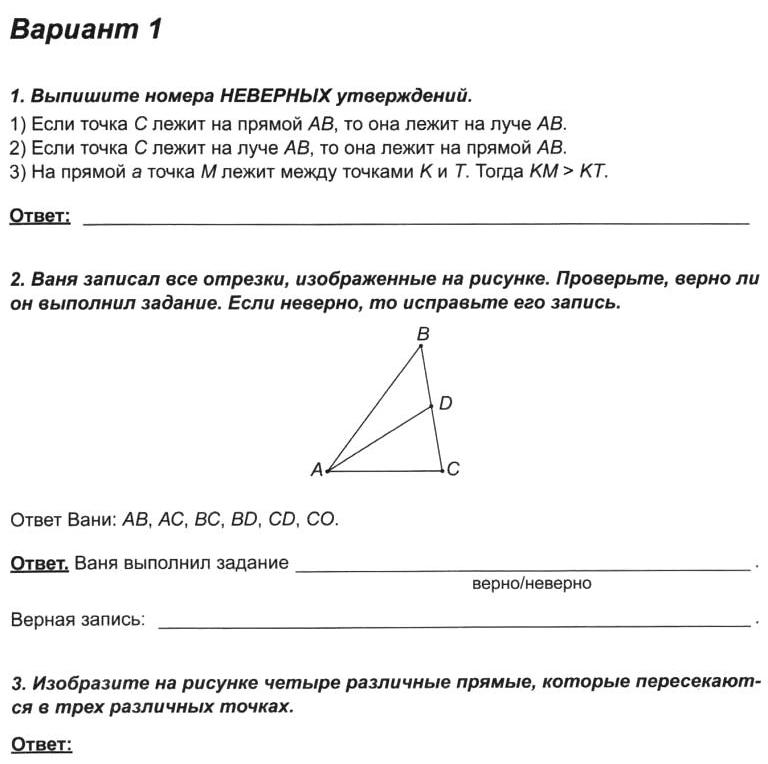 Вариант 1
1. Выпишите номера НЕВЕРНЫХ утверждений.
1) Если точка C лежит на прямой AB, то она лежит на луче AB.
2) Если точка C лежит на луче AB, то она лежит на прямой AB.
3) На прямой a точка M лежит между точками K и T. Тогда KM > KT.
Ответ:
2. Ваня записал все отрезки, изображенные на рисунке. Проверьте, верно ли
он выполнил задание. Если неверно, то исправьте его запись.
B
D
A
C
Ответ Вани: AB, AC, BC, BD, CD, CO.
Ответ. Ваня выполнил задание ___.
верно/неверно
Верная запись: ___.
3. Изобразите на рисунке четыре различные прямые, которые пересекают-
ся в трех различных точках.
Ответ: